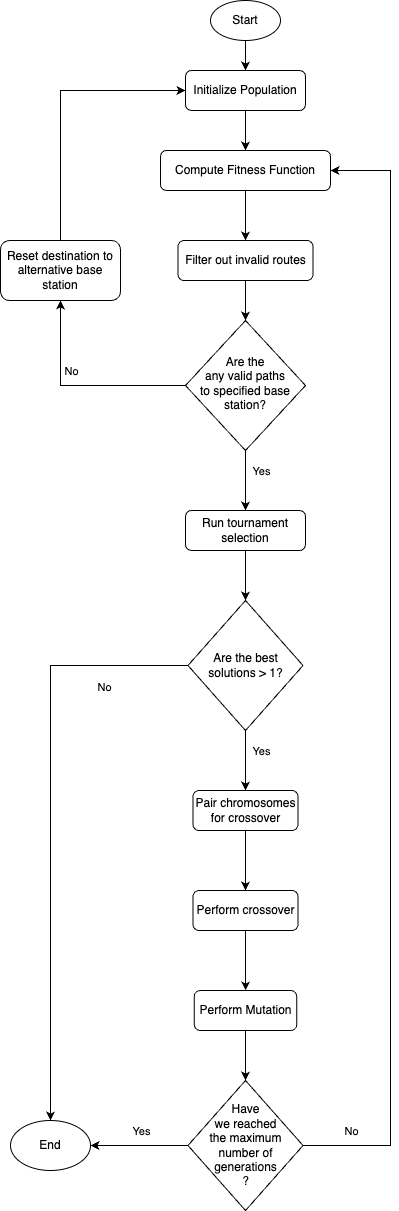 Start
Initialize Population
Compute Fitness Function
Reset destination to
alternative base
station
Filter out invalid routes
Are the
any valid paths
to specified base
station?
No
Yes
Run tournament
selection
Are the best
solutions > 1?
No
Yes
Pair chromosomes
for crossover
Perform crossover
Perform Mutation
Have
we reached
the maximum
number of
generations
?
Yes
No
End